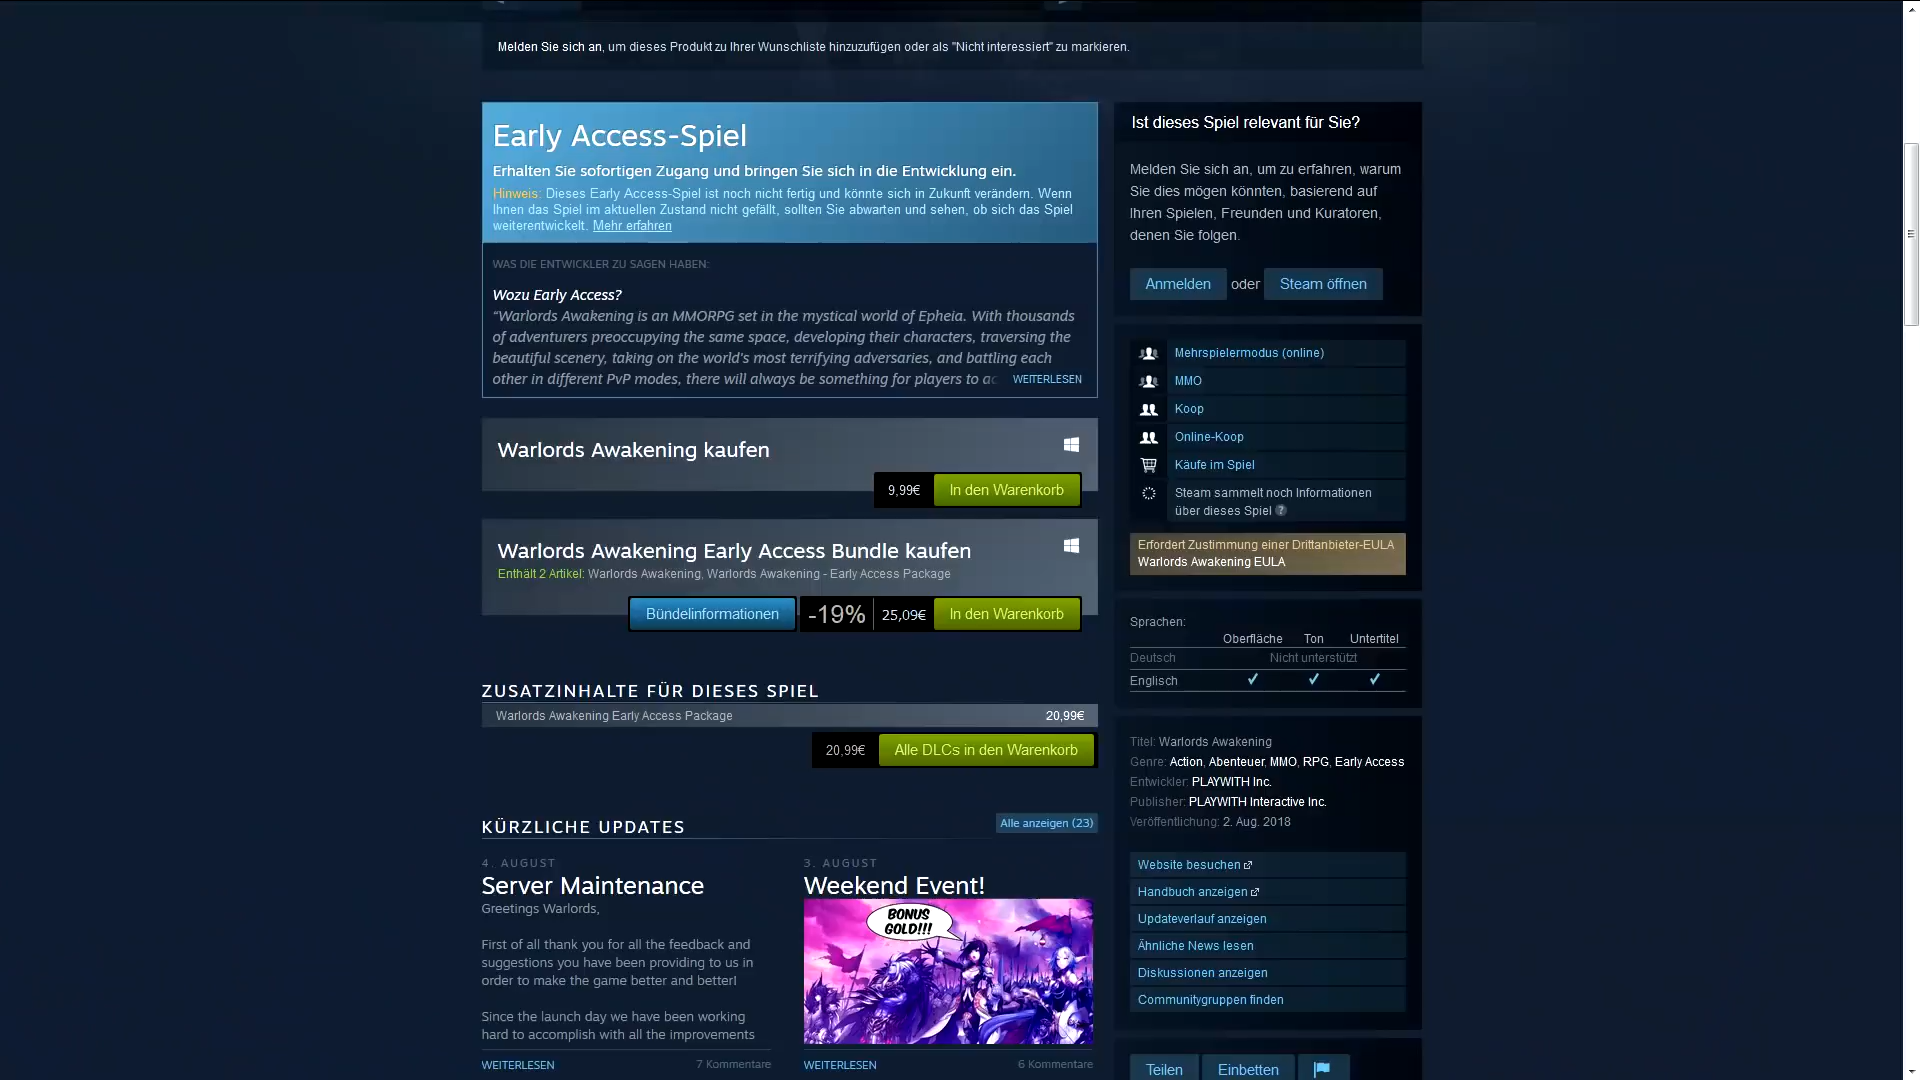 Melden Sie sich an, um dieses Produkt zu Ihrer Wunschliste hinzuzufügen oder als "Nicht interessiert" zu markieren.
Early Access-Spiel
Erhalten Sie sofortigen Zugang und bringen Sie sich in die Entwicklung ein.
Hinweis: Dieses Early Access-Spiel ist noch nicht fertig und könnte sich in Zukunft verändern. Wenn
Ihnen das Spiel im aktuellen Zustand nicht gefällt, sollten Sie abwarten und sehen, ob sich das Spiel
weiterentwickelt. Mehr erfahren
WAS DIE ENTWICKLER ZU SAGEN HABEN:
Wozu Early Access?
“Warlords Awakening is an MMORPG set in the mystical world of Epheia. With thousands
of adventurers preoccupying the same space, developing their characters, traversing the
beautiful scenery, taking on the world's most terrifying adversaries, and battling each
other in different PvP modes, there will always be something for players to ac
WEITERLESEN
Warlords Awakening kaufen
9,99€
In den Warenkorb
Warlords Awakening Early Access Bundle kaufen
Enthält 2 Artikel: Warlords Awakening, Warlords Awakening - Early Access Package
Bündelinformationen
-19%
25,09€
In den Warenkorb
ZUSATZINHALTE FÜR DIESES SPIEL
Warlords Awakening Early Access Package
20,99€
20,99€
Alle DLCs in den Warenkorb
KÜRZLICHE UPDATES
Alle anzeigen (23)
4. AUGUST
Server Maintenance
Greetings Warlords,
First of all thank you for all the feedback and
suggestions you have been providing to us in
order to make the game better and better!
Since the launch day we have been working
hard to accomplish with all the improvements
WEITERLESEN
7 Kommentare
3. AUGUST
Weekend Event!
BONUS
GOLD!!!
WEITERLESEN
6 Kommentare
Ist dieses Spiel relevant für Sie?
Melden Sie sich an, um zu erfahren, warum
Sie dies mögen könnten, basierend auf
Ihren Spielen, Freunden und Kuratoren,
denen Sie folgen.
Anmelden oder Steam öffnen
Mehrspielermodus (online)
MMO
Koop
Online-Koop
Käufe im Spiel
Steam sammelt noch Informationen
über dieses Spiel ?
Erfordert Zustimmung einer Drittanbieter-EULA
Warlords Awakening EULA
Sprachen:
Oberfläche Ton Untertitel
Deutsch Nicht unterstützt
Englisch ✓ ✓ ✓
Titel: Warlords Awakening
Genre: Action, Abenteuer, MMO, RPG, Early Access
Entwickler: PLAYWITH Inc.
Publisher: PLAYWITH Interactive Inc.
Veröffentlichung: 2. Aug. 2018
Website besuchen
Handbuch anzeigen
Updateverlauf anzeigen
Ähnliche News lesen
Diskussionen anzeigen
Communitygruppen finden
Teilen
Einbetten